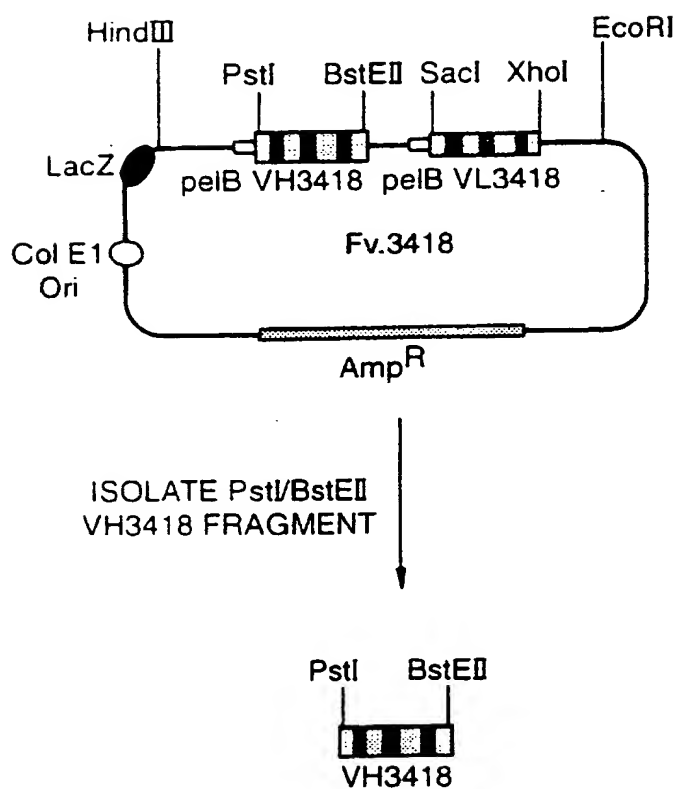 HindIII
EcoRI
PstI
BstEII
SacI
XhoI
LacZ
pelB VH3418
pelB VL3418
Col E1
Ori
Fv.3418
AmpR
ISOLATE PstI/BstEII
VH3418 FRAGMENT
PstI
BstEII
VH3418